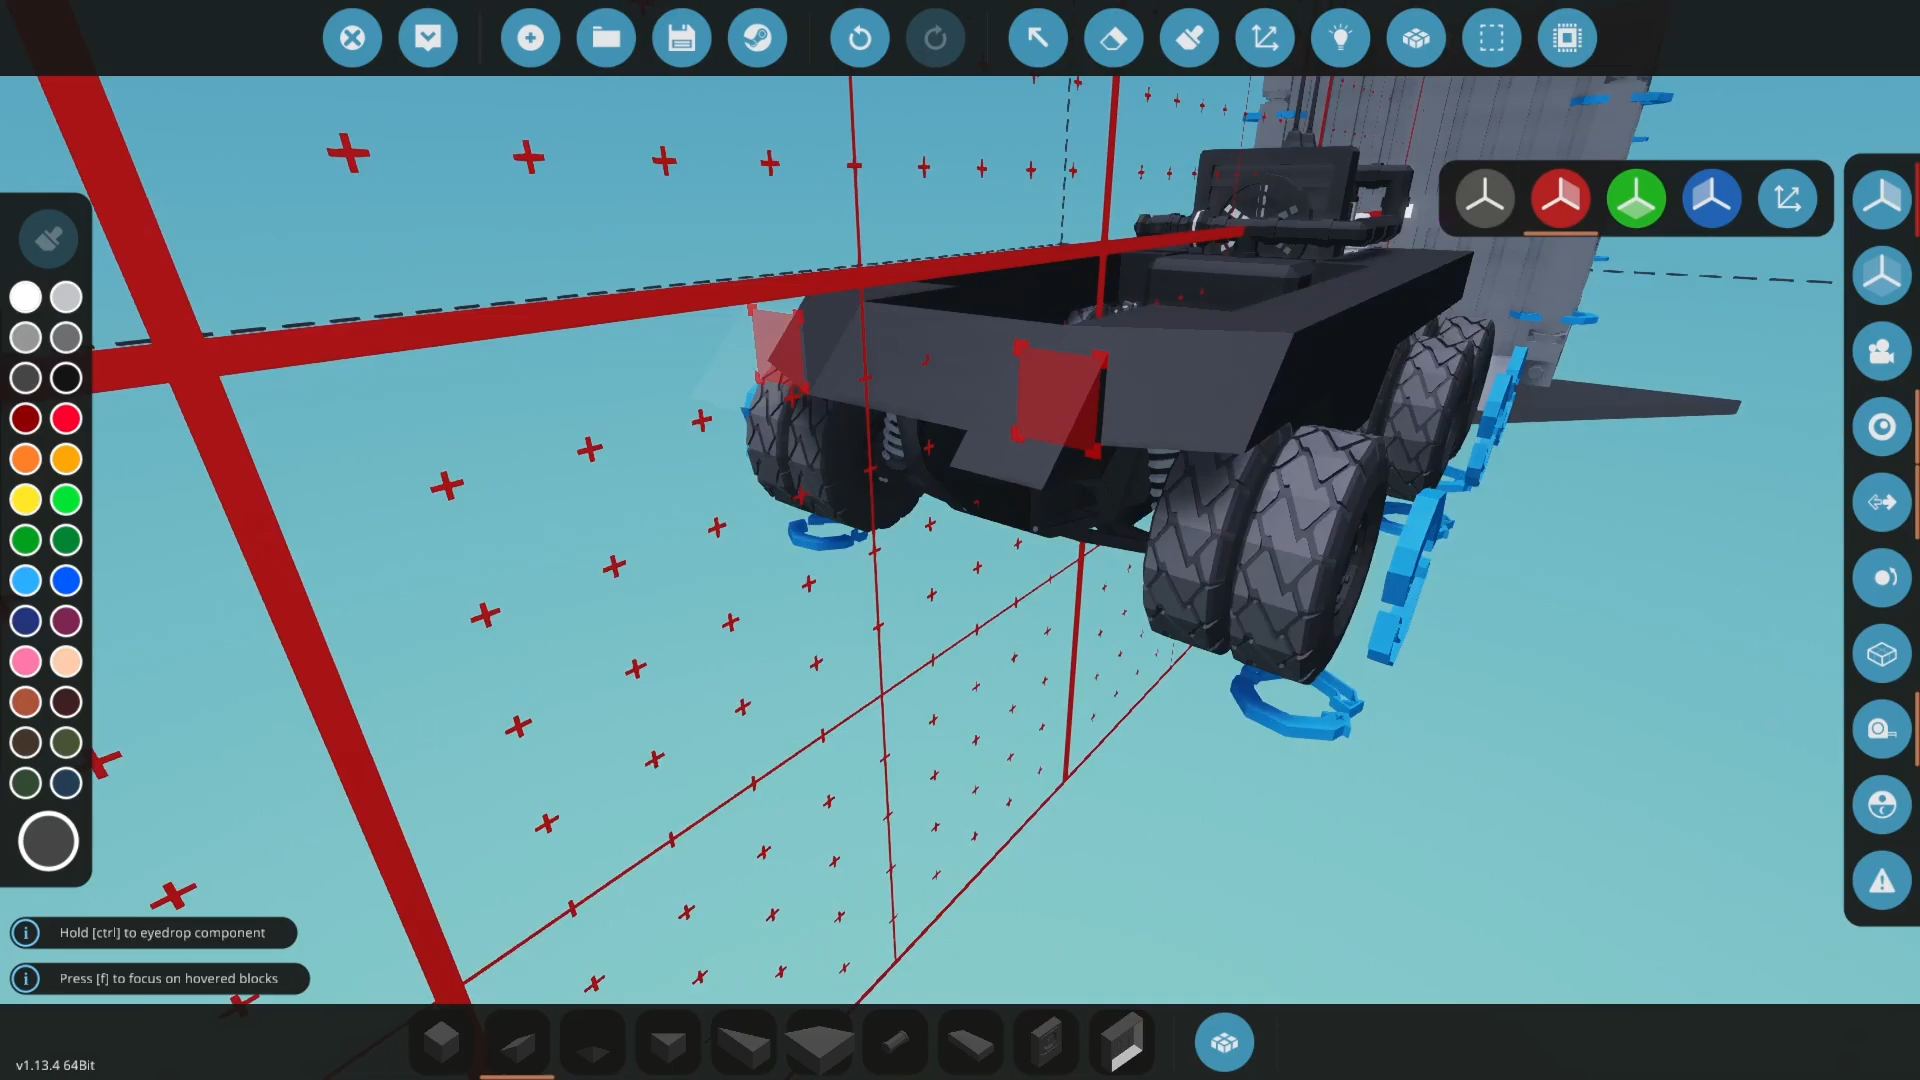 Hold [ctrl] to eyedrop component
Press [f] to focus on hovered blocks
v1.13.4 64Bit